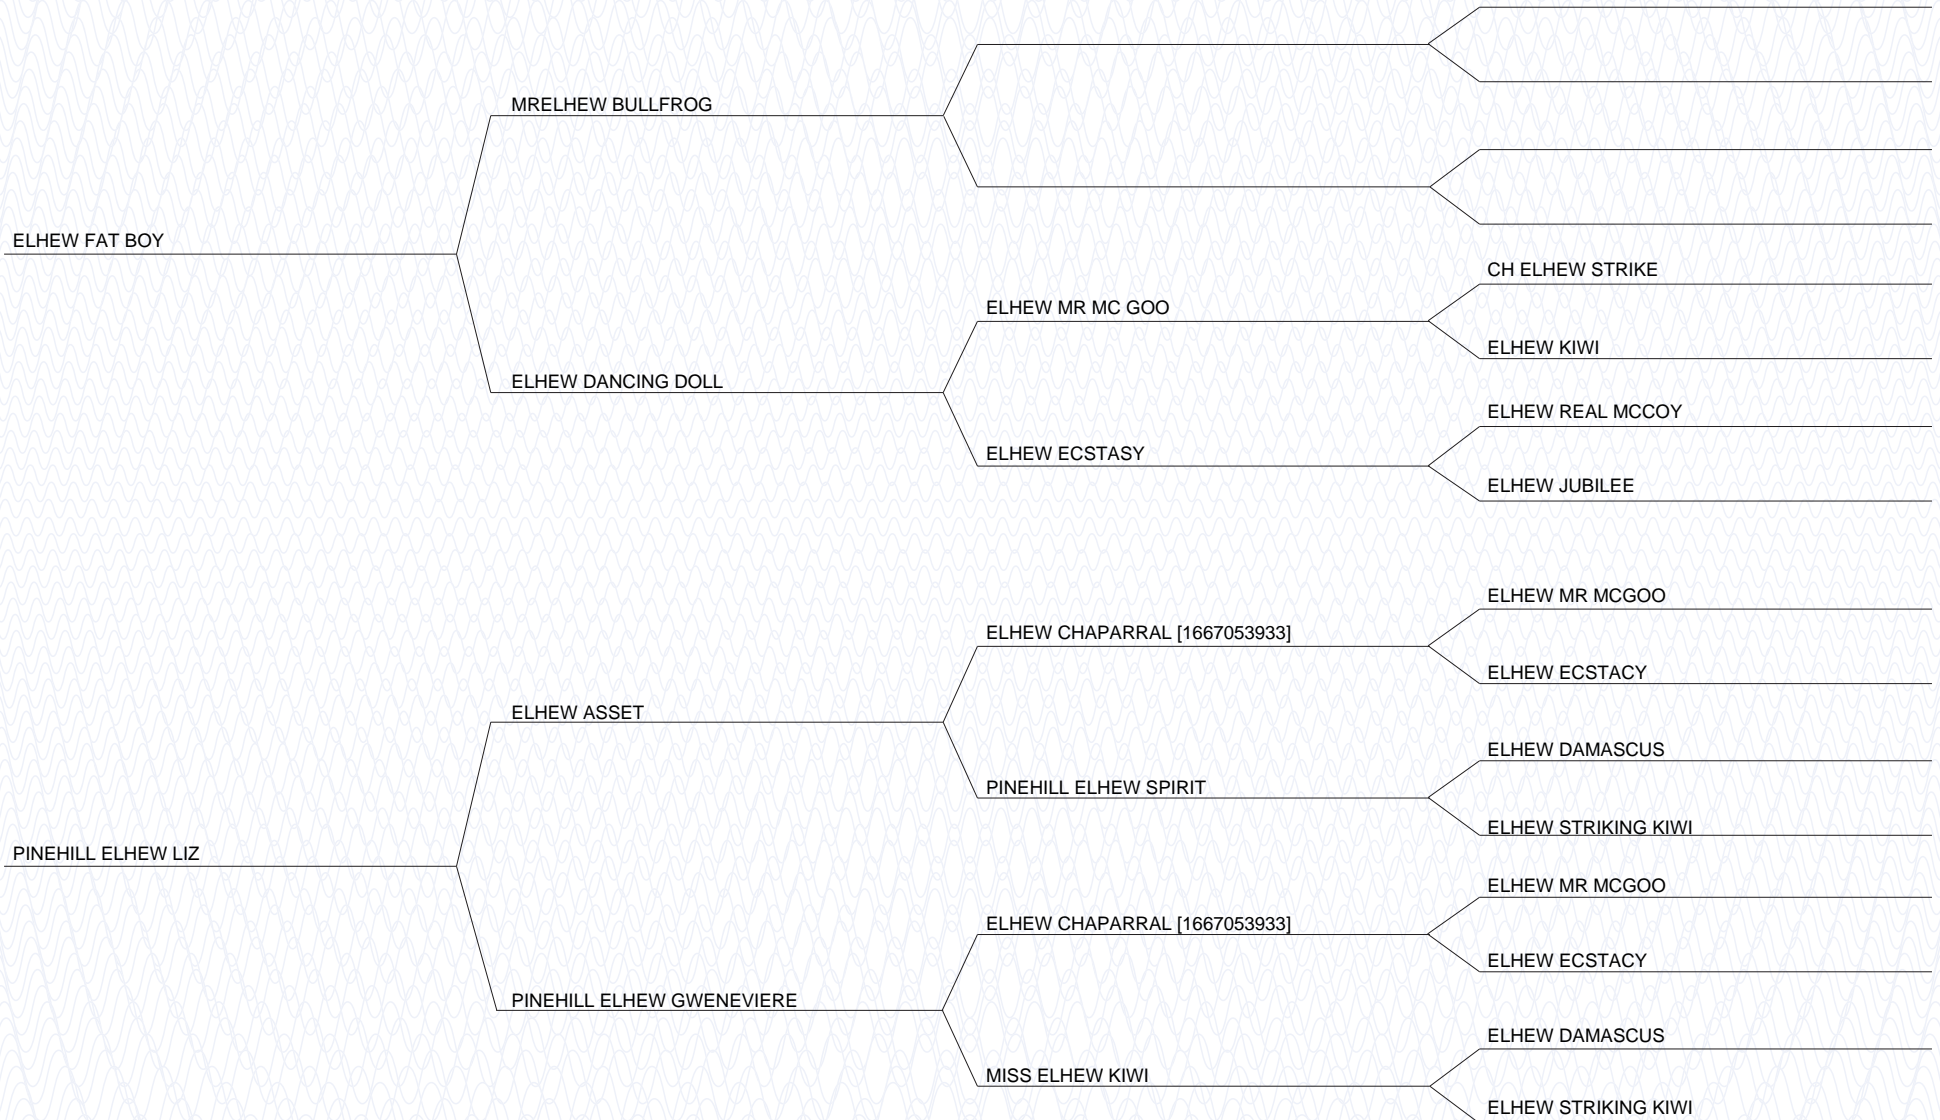 MRELHEW BULLFROG
ELHEW FAT BOY
CH ELHEW STRIKE
ELHEW MR MC GOO
ELHEW KIWI
ELHEW DANCING DOLL
ELHEW REAL MCCOY
ELHEW ECSTASY
ELHEW JUBILEE
ELHEW MR MCGOO
ELHEW CHAPARRAL [1667053933]
ELHEW ECSTACY
ELHEW ASSET
ELHEW DAMASCUS
PINEHILL ELHEW SPIRIT
ELHEW STRIKING KIWI
PINEHILL ELHEW LIZ
ELHEW MR MCGOO
ELHEW CHAPARRAL [1667053933]
ELHEW ECSTACY
PINEHILL ELHEW GWENEVIERE
ELHEW DAMASCUS
MISS ELHEW KIWI
ELHEW STRIKING KIWI